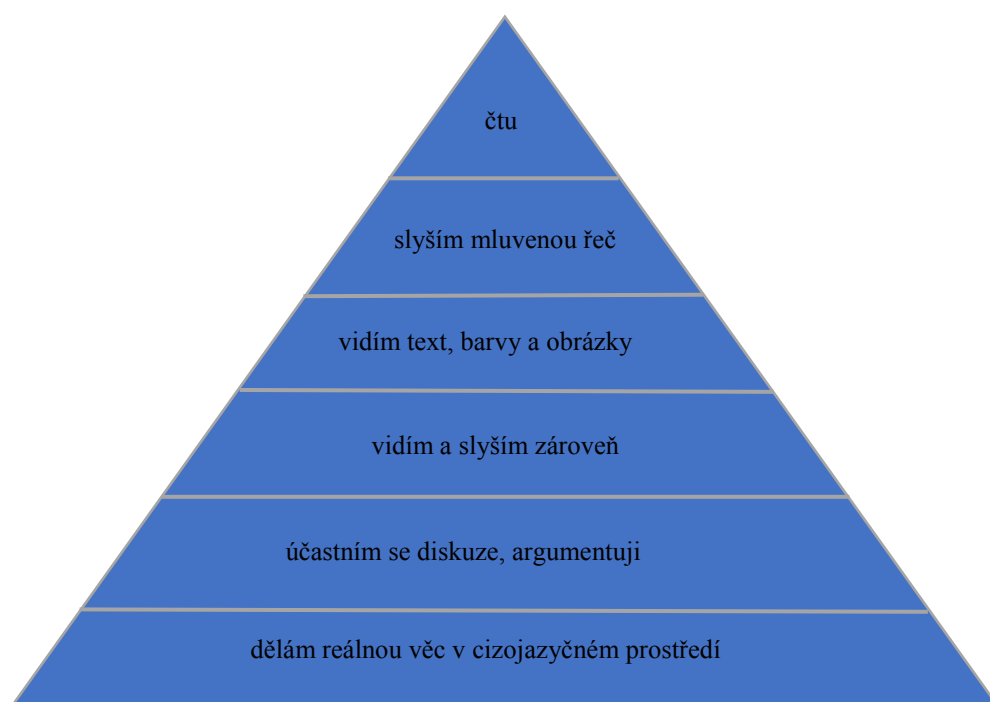 čtu
slyším mluvenou řeč
vidím text, barvy a obrázky
vidím a slyším zároveň
účastním se diskuze, argumentuji
dělám reálnou věc v cizojazyčném prostředí